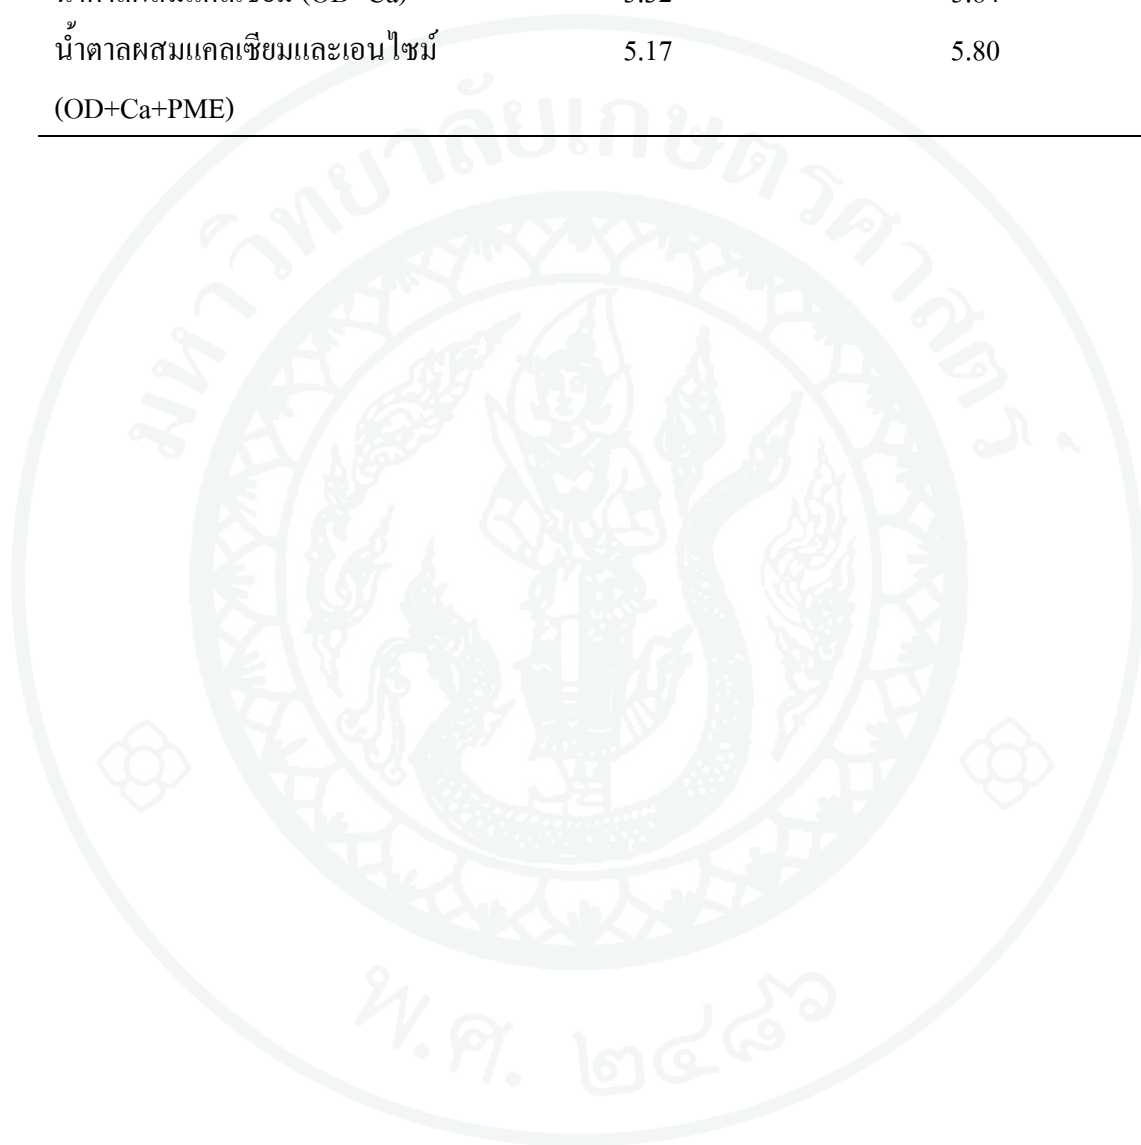 (OD+Ca)
น้ำตาลผสมแคลเซียมและเอนไซม์ 5.17 5.80
(OD+Ca+PME)
มหาวิทยาลัยเกษตรศาสตร์
พ.ศ. ๒๔๘๖